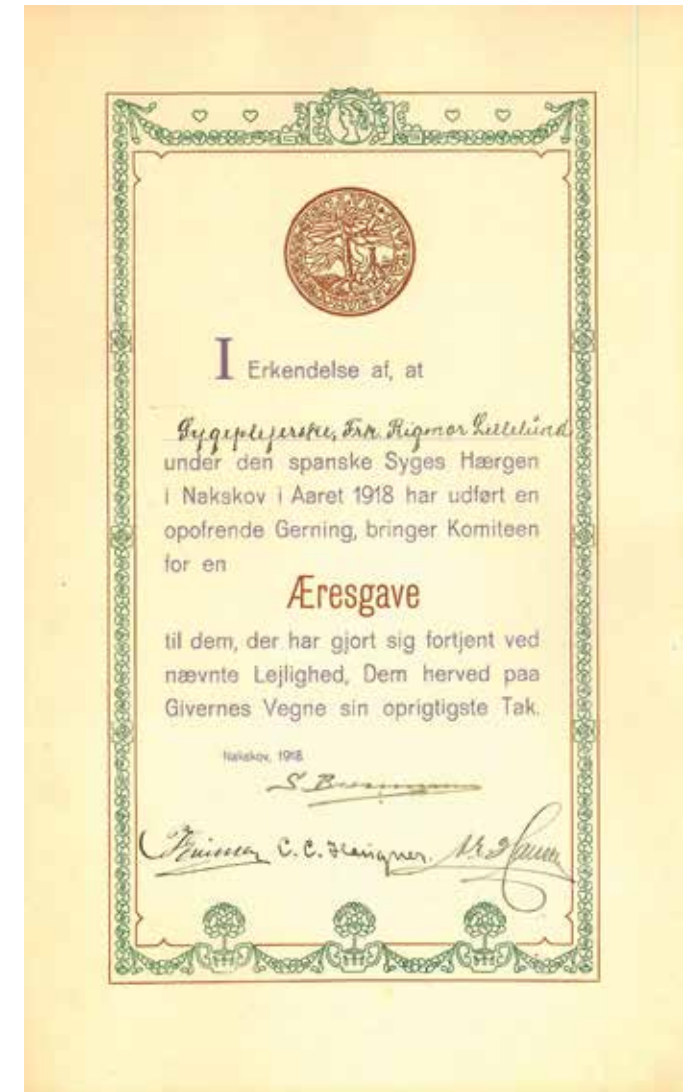 I Erkendelse af, at
Sygeplejerske, Frk. Rigmor Lillelund
under den spanske Syges Hærgen
i Nakskov i Aaret 1918 har udført en
opofrende Gerning, bringer Komiteen
for en
Æresgave
til dem, der har gjort sig fortjent ved
nævnte Lejlighed, Dem herved paa
Givernes Vegne sin oprigtigste Tak.
Nakskov, 1918
S.
C. C.